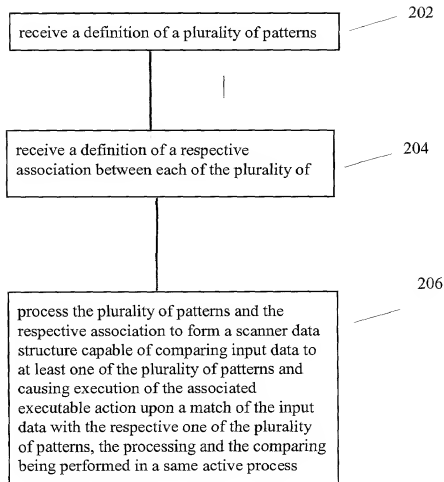 202
receive a definition of a plurality of patterns
204
receive a definition of a respective
association between each of the plurality of
206
process the plurality of patterns and the
respective association to form a scanner data
structure capable of comparing input data to
at least one of the plurality of patterns and
causing execution of the associated
executable action upon a match of the input
data with the respective one of the plurality
of patterns, the processing and the comparing
being performed in a same active process